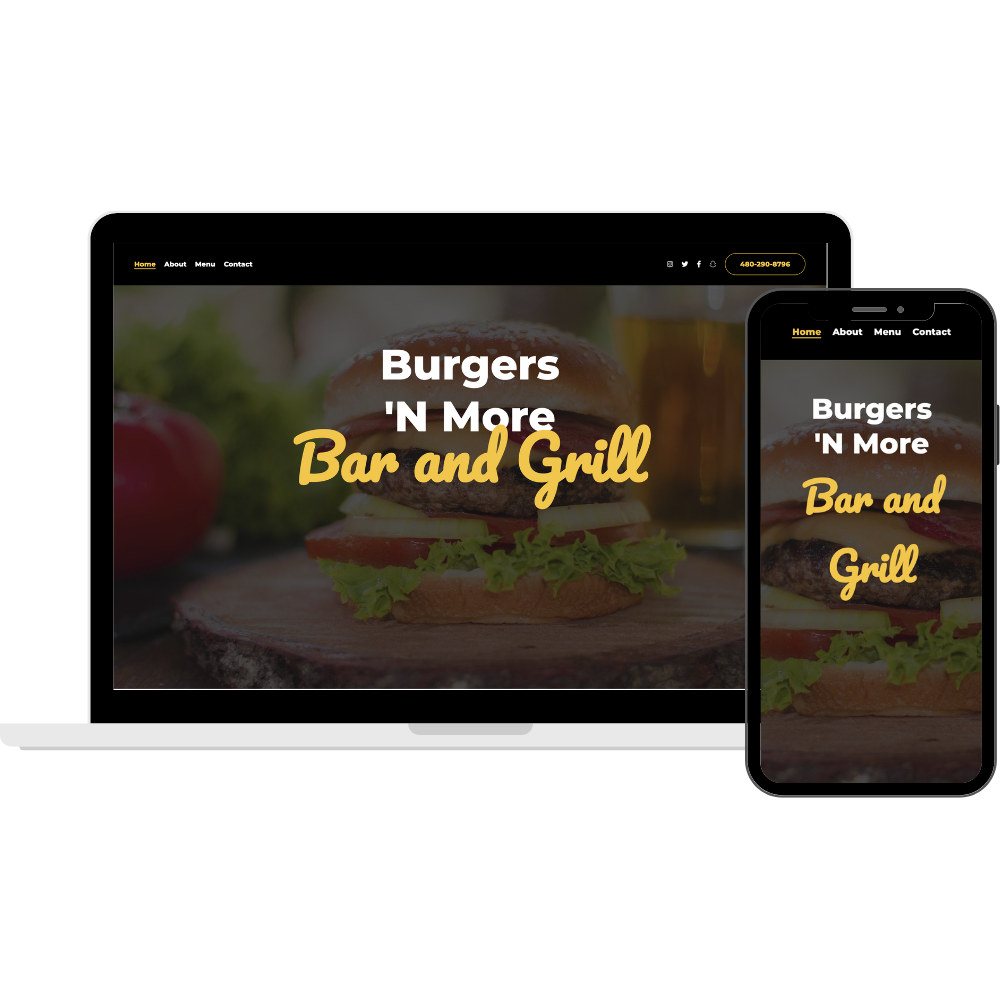 Home About Menu Contact
480-290-8796
Burgers
'N More
Bar and Grill
Home About Menu Contact
Burgers
'N More
Bar and
Grill